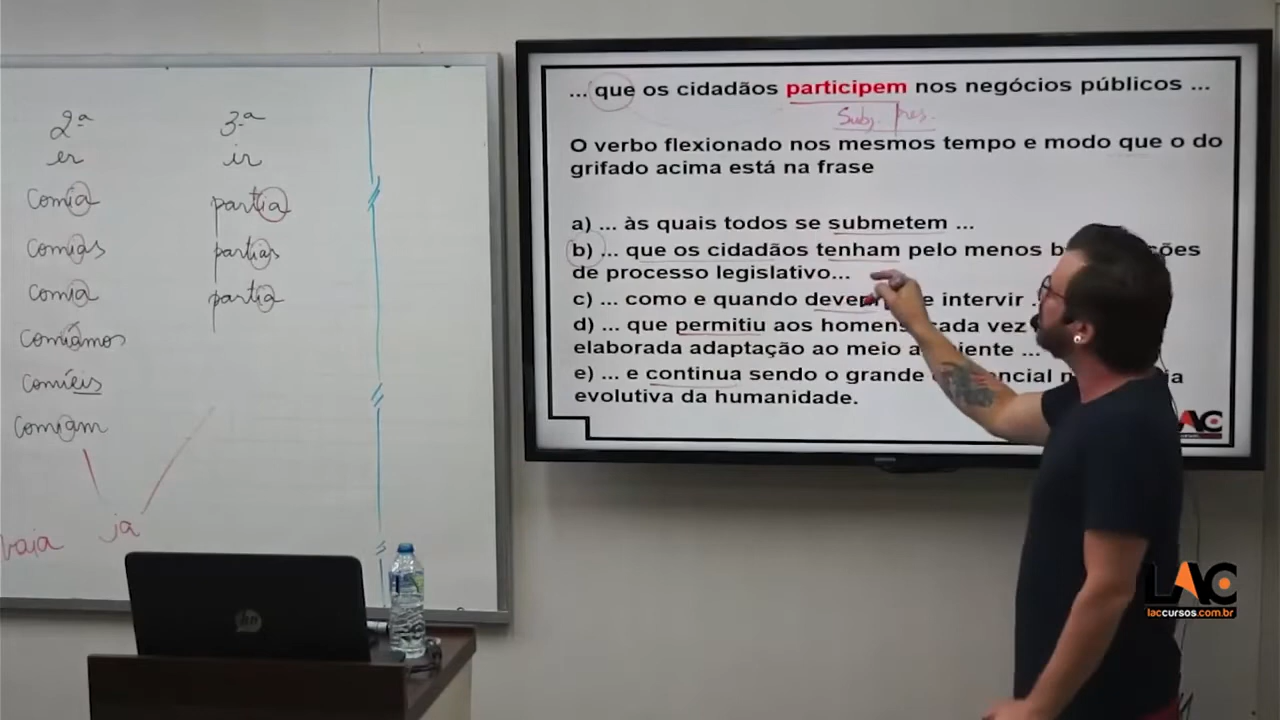 2ª
er
comia
comias
comia
comíamos
comíeis
comiam
3ª
ir
partia
partias
partia
ia
... que os cidadãos participem nos negócios públicos ...
Subj. Pres.
O verbo flexionado nos mesmos tempo e modo que o do
grifado acima está na frase
a) ... às quais todos se submetem ...
b) ... que os cidadãos tenham pelo menos
de processo legislativo...
c) ... como e quando intervir
d) ... que permitiu aos homens cada vez
elaborada adaptação ao meio
e) ... e continua sendo o grande
evolutiva da humanidade.
LAC
hp
LAC
laccursos.com.br